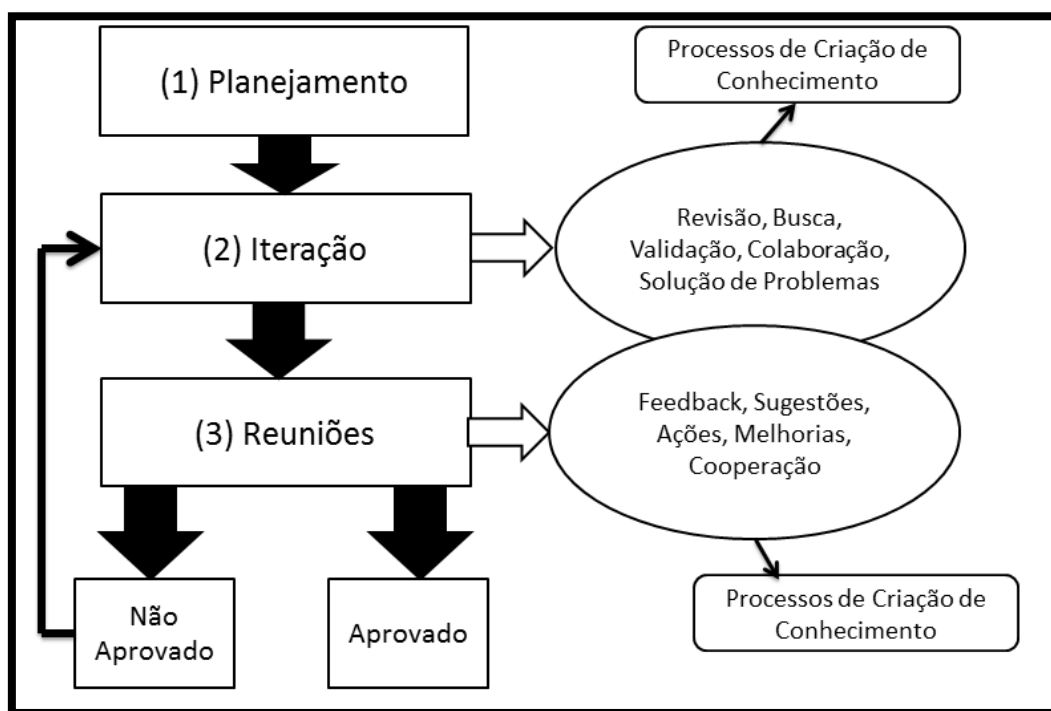 (1) Planejamento
Processos de Criação de
Conhecimento
(2) Iteração
Revisão, Busca,
Validação, Colaboração,
Solução de Problemas
(3) Reuniões
Feedback, Sugestões,
Ações, Melhorias,
Cooperação
Não
Aprovado
Aprovado
Processos de Criação de
Conhecimento